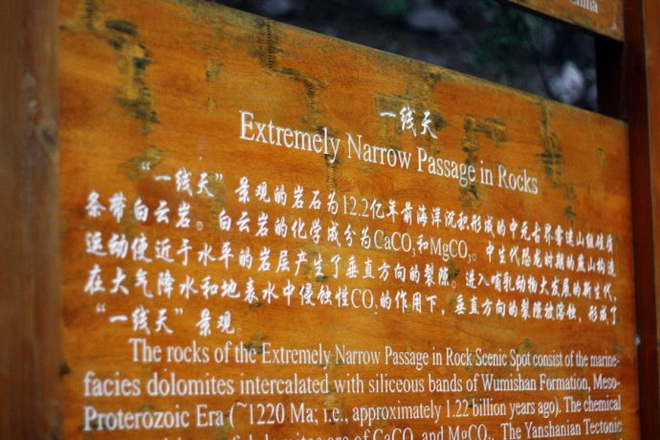 China
一线天
Extremely Narrow Passage in Rocks
“一线天”景观的岩石为12.2亿年前海洋沉积形成的中元古界雾迷山组硅质
条带白云岩。白云岩的化学成分为CaCO₃和MgCO₃。中生代恐龙时期的燕山构造
运动使近于水平的岩层产生了垂直方向的裂隙。进入哺乳动物大发展的新生代,
在大气降水和地表水中侵蚀性CO₂的作用下，垂直方向的裂隙被溶蚀，形成了
“一线天”景观。
The rocks of the Extremely Narrow Passage in Rock Scenic Spot consist of the marine-
facies dolomites intercalated with siliceous bands of Wumishan Formation, Meso-
Proterozoic Era (~1220 Ma; i.e., approximately 1.22 billion years ago). The chemical
of dolomites are of CaCO₃ and MgCO₃. The Yanshanian Tectonic